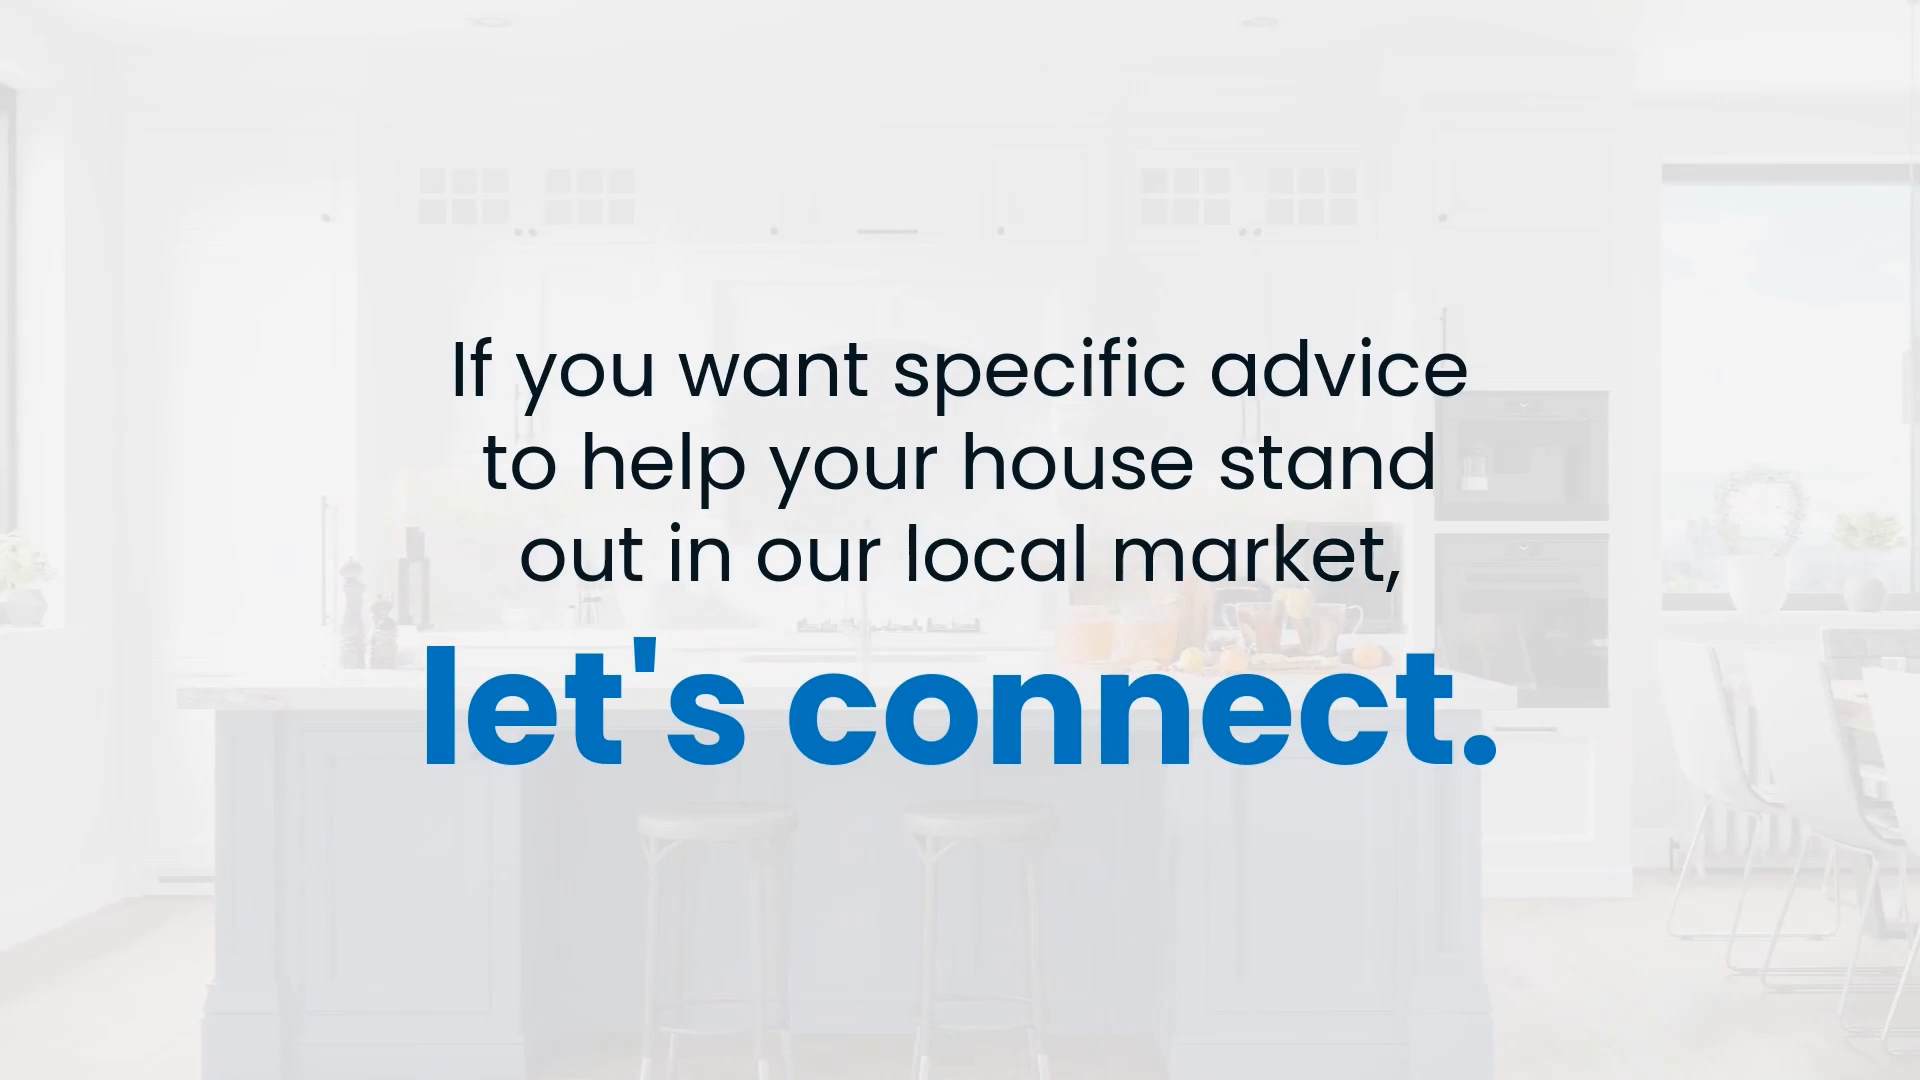 If you want specific advice
to help your house stand
out in our local market,
let's connect.